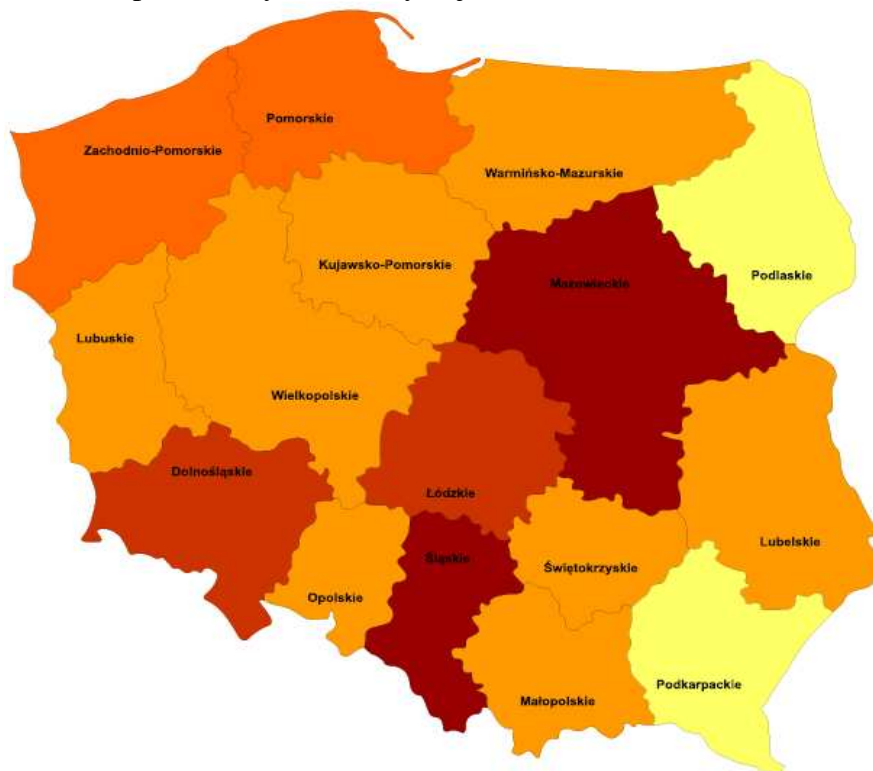 Pomorskie
Zachodnio-Pomorskie
Warmińsko-Mazurskie
Kujawsko-Pomorskie
Podlaskie
Mazowieckie
Lubuskie
Wielkopolskie
Dolnośląskie
Łódzkie
Lubelskie
Śląskie
Świętokrzyskie
Opolskie
Podkarpackie
Małopolskie